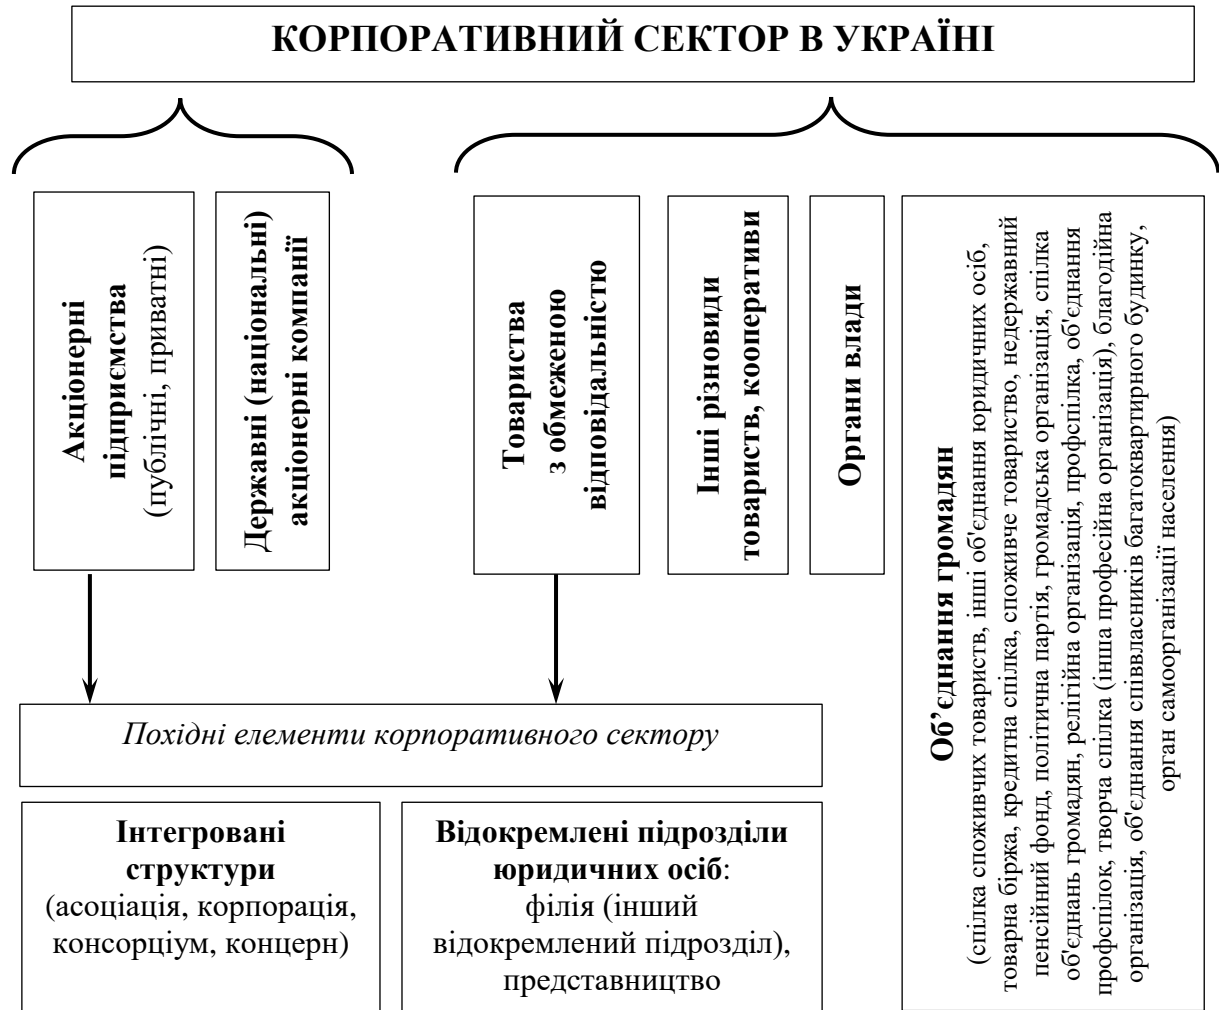 КОРПОРАТИВНИЙ СЕКТОР В УКРАЇНІ
Акціонерні
підприємства
(публічні, приватні)
Державні (національні)
акціонерні компанії
Товариства
з обмеженою
відповідальністю
Інші різновиди
товариств, кооперативи
Органи влади
Об’єднання громадян
(спілка споживчих товариств, інші об'єднання юридичних осіб,
товарна біржа, кредитна спілка, споживче товариство, недержавний
пенсійний фонд, політична партія, громадська організація, спілка
об'єднань громадян, релігійна організація, профспілка, об'єднання
профспілок, творча спілка (інша професійна організація), благодійна
організація, об'єднання співвласників багатоквартирного будинку,
орган самоорганізації населення)
Похідні елементи корпоративного сектору
Інтегровані
структури
(асоціація, корпорація,
консорціум, концерн)
Відокремлені підрозділи
юридичних осіб:
філія (інший
відокремлений підрозділ),
представництво